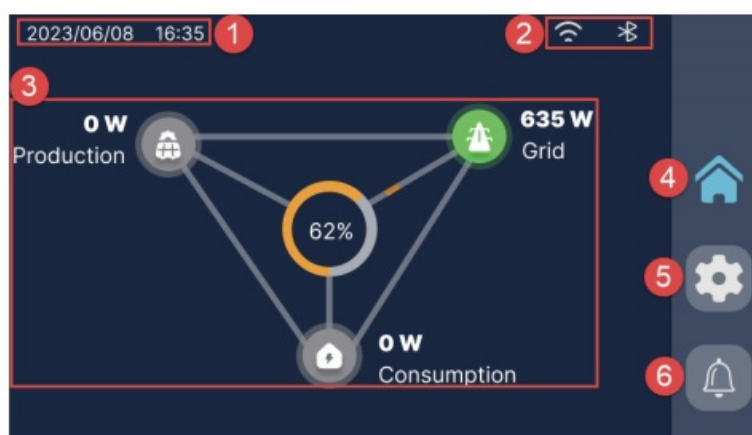 2023/06/08 16:35 1 2
3
0 W
Production
635 W
Grid
4
62%
5
0 W
Consumption
6